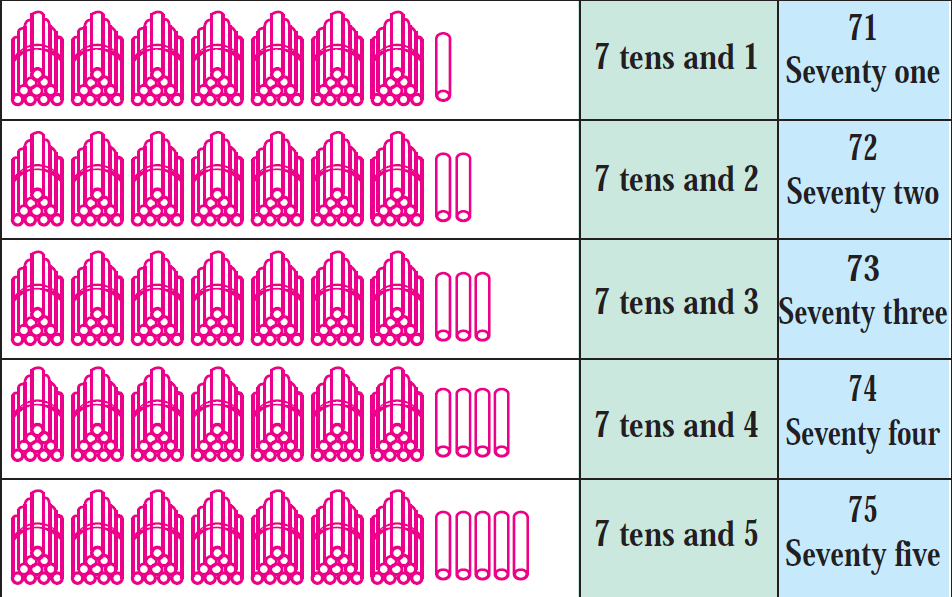 7 tens and 1
71
Seventy one
7 tens and 2
72
Seventy two
7 tens and 3
73
Seventy three
7 tens and 4
74
Seventy four
7 tens and 5
75
Seventy five